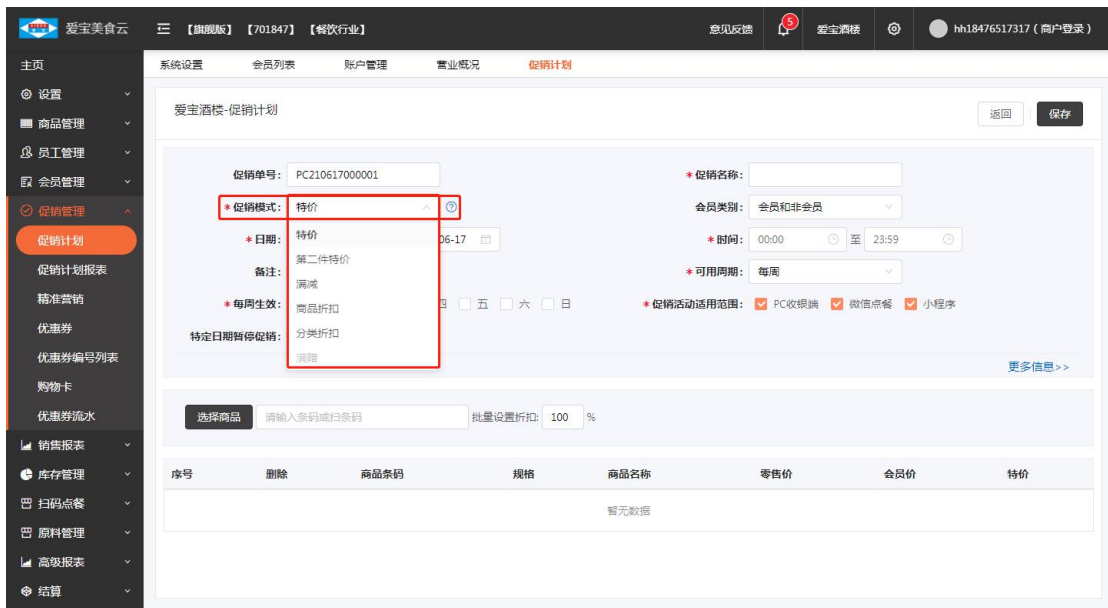 爱宝美食云
【旗舰版】 【701847】 【餐饮行业】
意见反馈 5 爱宝酒楼 hh18476517317 ( 商户登录 )
主页
设置
商品管理
员工管理
会员管理
促销管理
促销计划
促销计划报表
精准营销
优惠券
优惠券编号列表
购物卡
优惠券流水
销售报表
库存管理
扫码点餐
原料管理
高级报表
结算
系统设置 会员列表 账户管理 营业概况 促销计划
爱宝酒楼-促销计划 返回 保存
促销单号: PC210617000001 * 促销名称:
* 促销模式: 特价 会员类别: 会员和非会员
* 日期: 06-17 * 时间: 00:00 至 23:59
备注: * 可用周期: 每周
* 每周生效: 四 五 六 日 * 促销活动适用范围: PC收银端 微信点餐 小程序
特定日期暂停促销:
特价
第二件特价
满减
商品折扣
分类折扣
满赠
更多信息>>
选择商品 请输入条码或扫条码 批量设置折扣: 100 %
序号 删除 商品条码 规格 商品名称 零售价 会员价 特价
暂无数据